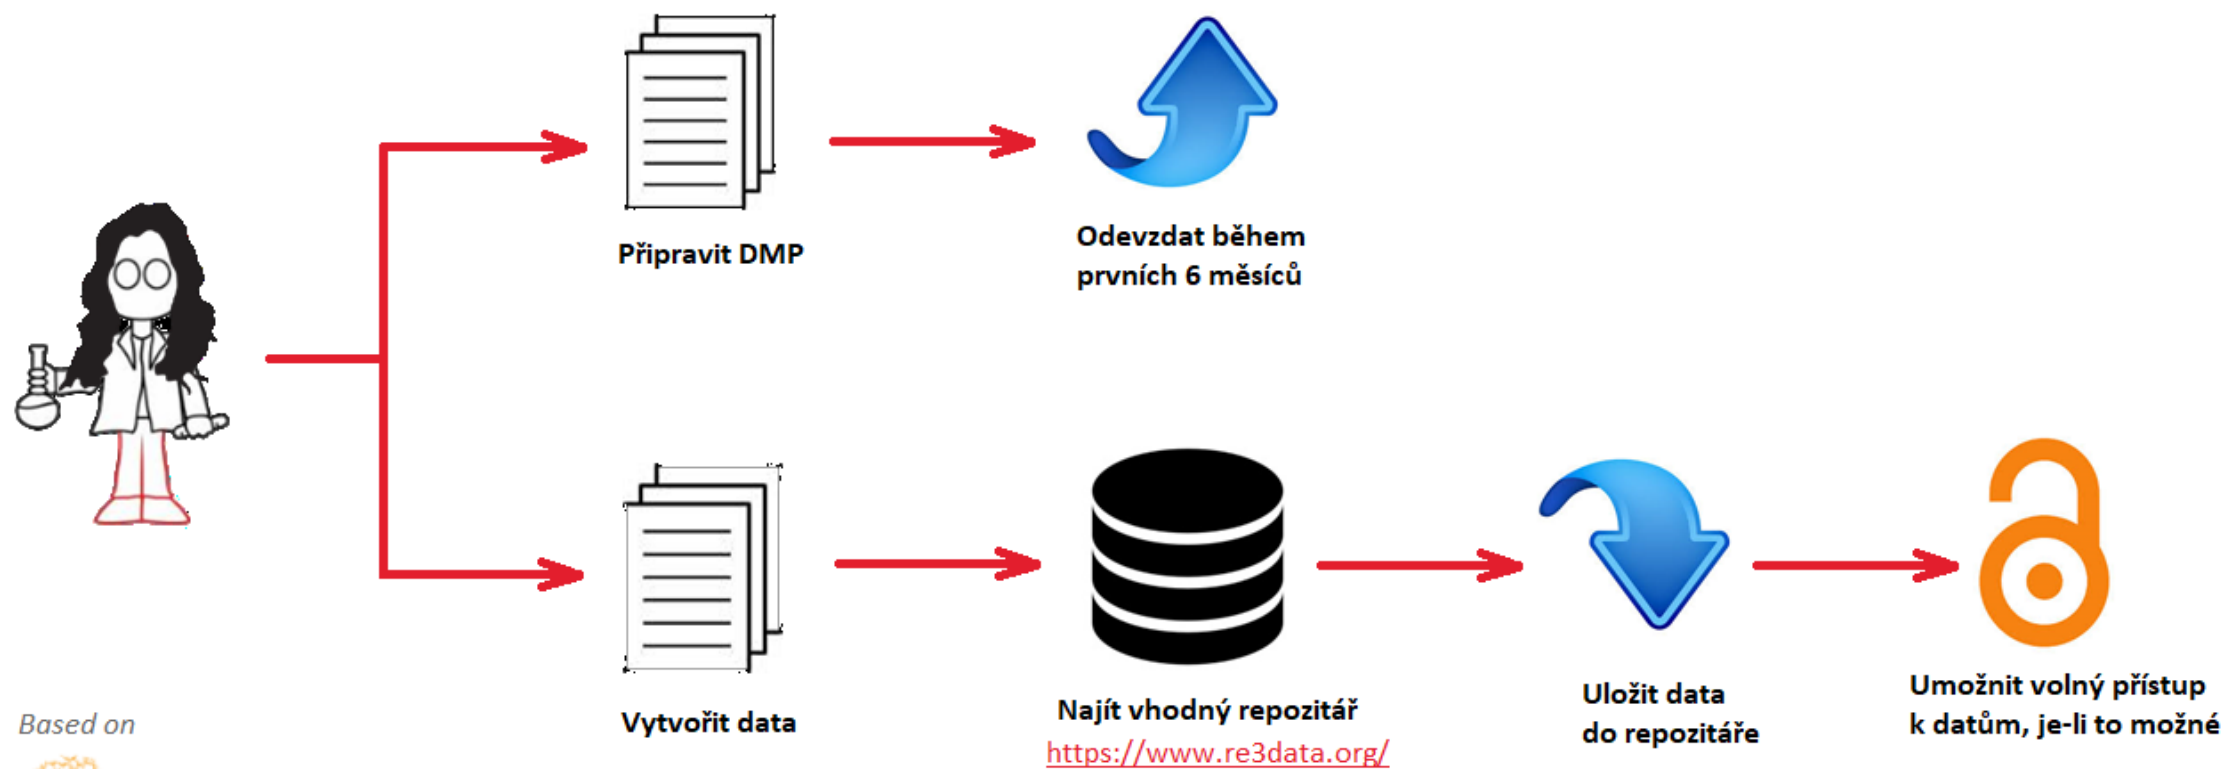 Připravit DMP
Odevzdat během
prvních 6 měsíců
Vytvořit data
Najít vhodný repozitář
https://www.re3data.org/
Uložit data
do repozitáře
Umožnit volný přístup
k datům, je-li to možné
Based on